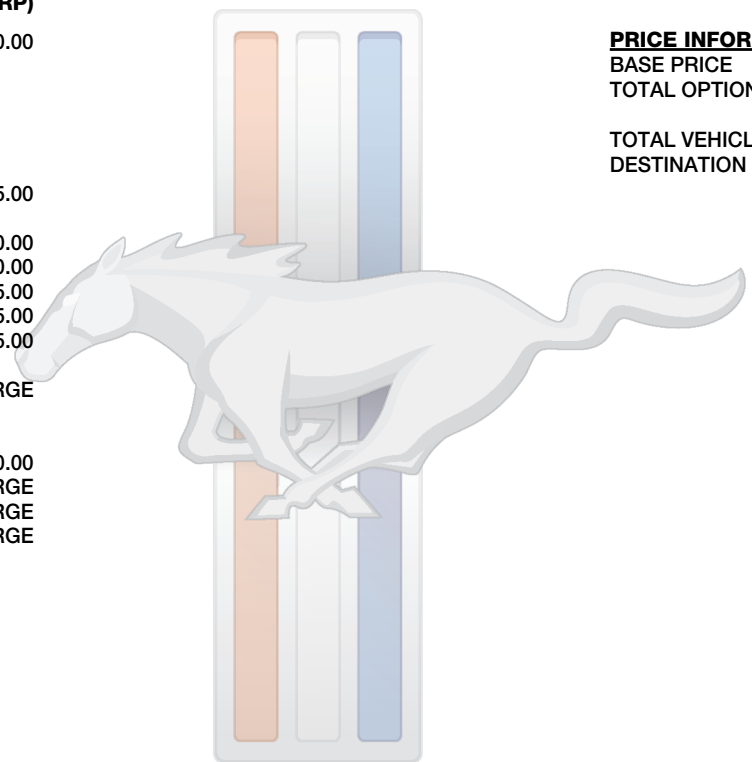 RP)
0.00
5.00
0.00
0.00
5.00
5.00
5.00
RGE
0.00
RGE
RGE
RGE
PRICE INFOR
BASE PRICE
TOTAL OPTION
TOTAL VEHICL
DESTINATION